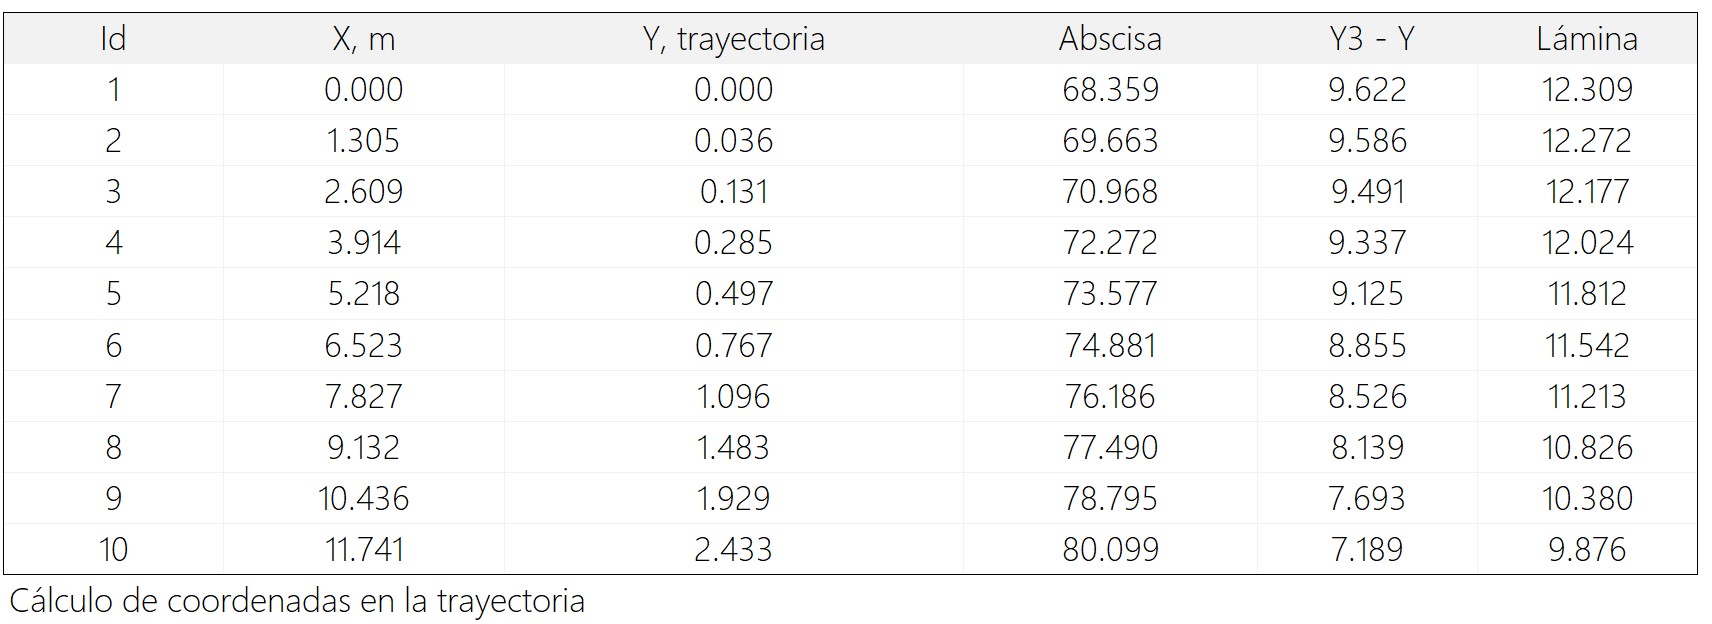 Id X, m Y, trayectoria Abscisa Y3 - Y Lámina
1 0.000 0.000 68.359 9.622 12.309
2 1.305 0.036 69.663 9.586 12.272
3 2.609 0.131 70.968 9.491 12.177
4 3.914 0.285 72.272 9.337 12.024
5 5.218 0.497 73.577 9.125 11.812
6 6.523 0.767 74.881 8.855 11.542
7 7.827 1.096 76.186 8.526 11.213
8 9.132 1.483 77.490 8.139 10.826
9 10.436 1.929 78.795 7.693 10.380
10 11.741 2.433 80.099 7.189 9.876
Cálculo de coordenadas en la trayectoria